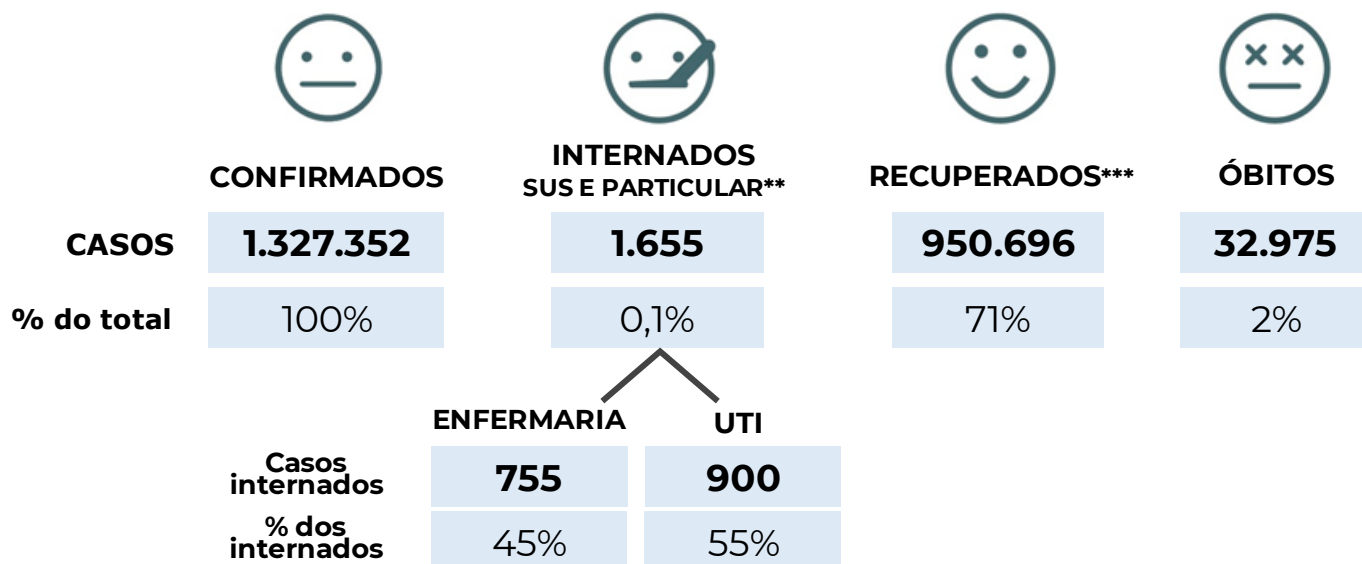 CONFIRMADOS
INTERNADOS
SUS E PARTICULAR**
RECUPERADOS***
ÓBITOS
CASOS 1.327.352 1.655 950.696 32.975
% do total 100% 0,1% 71% 2%
ENFERMARIA UTI
Casos
internados
755 900
% dos
internados
45% 55%